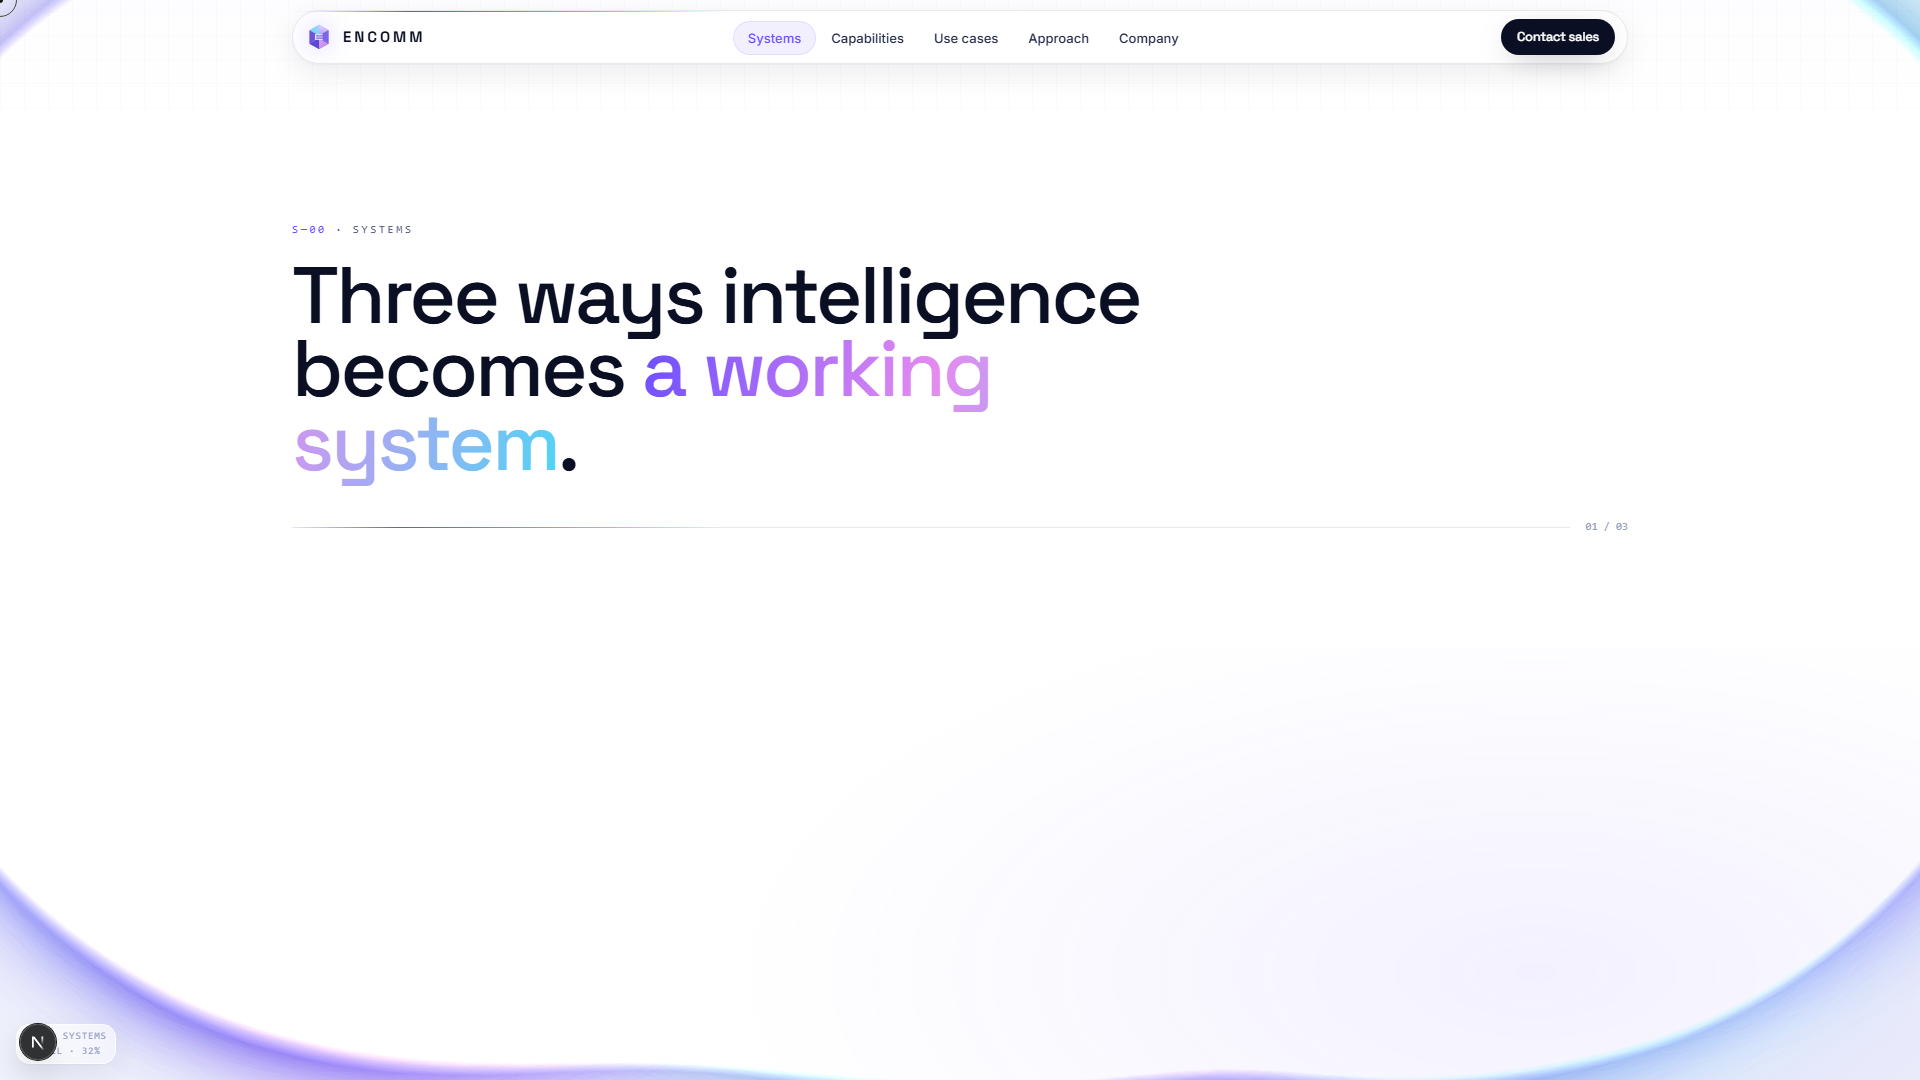 ENCOMM
Systems
Capabilities
Use cases
Approach
Company
Contact sales
S—00 · SYSTEMS
Three ways intelligence
becomes a working
system.
01 / 03
N SYSTEMS
L · 32%